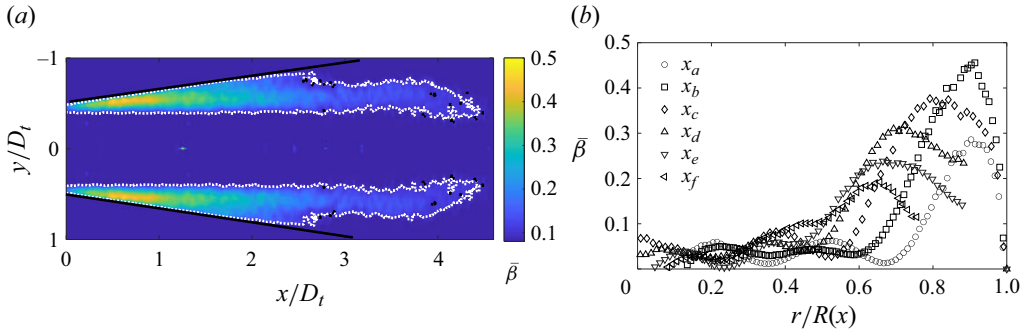 (a)
–1
0
1
y/D_t
0
1
2
3
4
x/D_t
0.5
0.4
0.3
0.2
0.1
β̄
(b)
0.5
0.4
0.3
0.2
0.1
β̄
x_a
x_b
x_c
x_d
x_e
x_f
0
0.2
0.4
0.6
0.8
1.0
r/R(x)